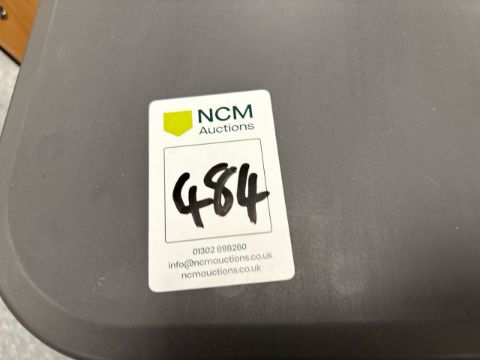 NCM
Auctions
484
01302 898260
info@ncmauctions.co.uk
ncmauctions.co.uk